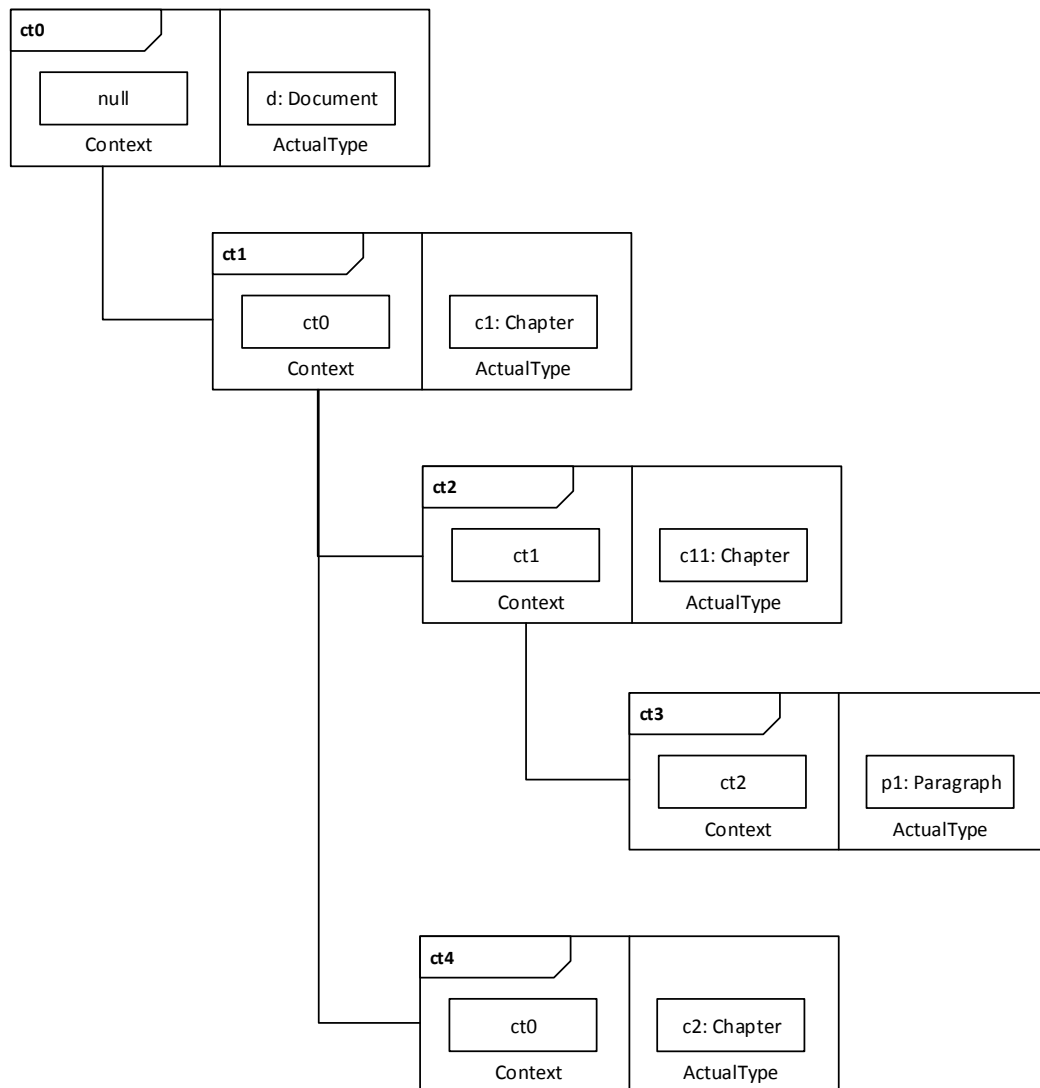 ct0
null
d: Document
Context
ActualType
ct1
ct0
c1: Chapter
Context
ActualType
ct2
ct1
c11: Chapter
Context
ActualType
ct3
ct2
p1: Paragraph
Context
ActualType
ct4
ct0
c2: Chapter
Context
ActualType